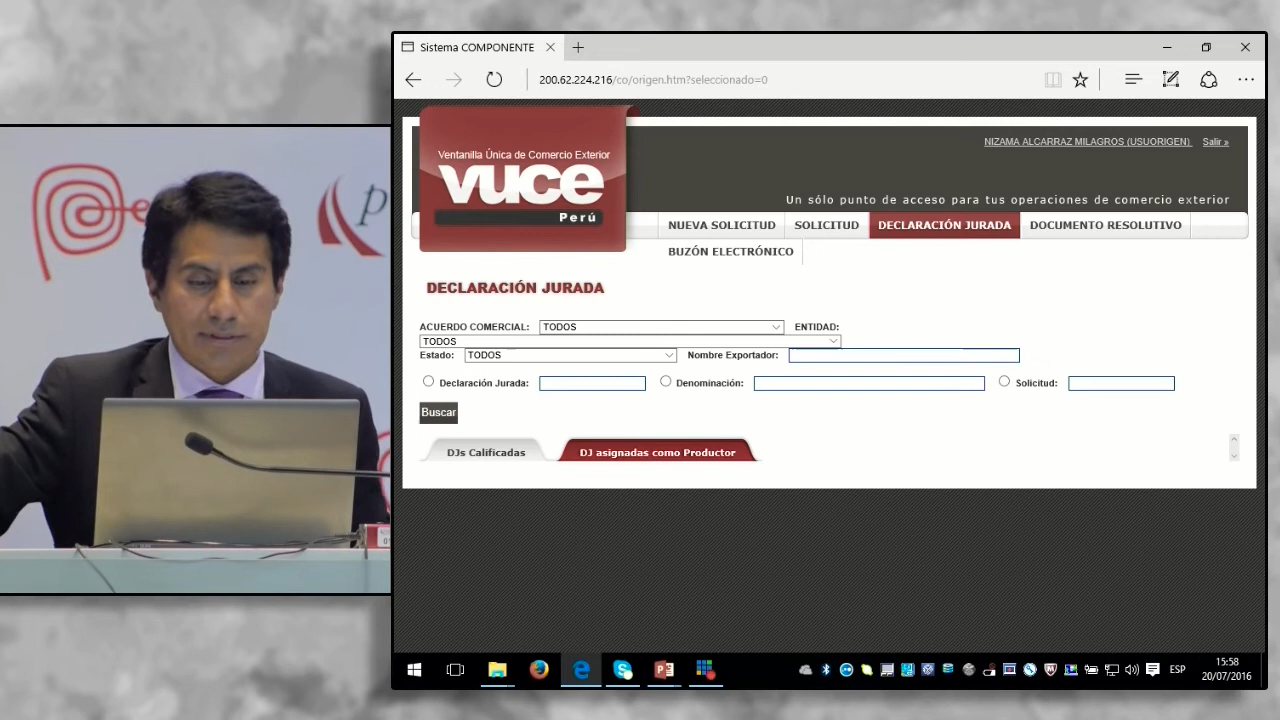 Sistema COMPONENTE
200.62.224.216/co/origen.htm?seleccionado=0
NIZAMA ALCARRAZ MILAGROS (USUORIGEN) Salir »
Ventanilla Única de Comercio Exterior
vuce
Perú
Un sólo punto de acceso para tus operaciones de comercio exterior
NUEVA SOLICITUD SOLICITUD DECLARACIÓN JURADA DOCUMENTO RESOLUTIVO
BUZÓN ELECTRÓNICO
DECLARACIÓN JURADA
ACUERDO COMERCIAL: TODOS ENTIDAD:
TODOS
Estado: TODOS Nombre Exportador:
Declaración Jurada: Denominación: Solicitud:
Buscar
DJs Calificadas DJ asignadas como Productor
ESP
15:58
20/07/2016